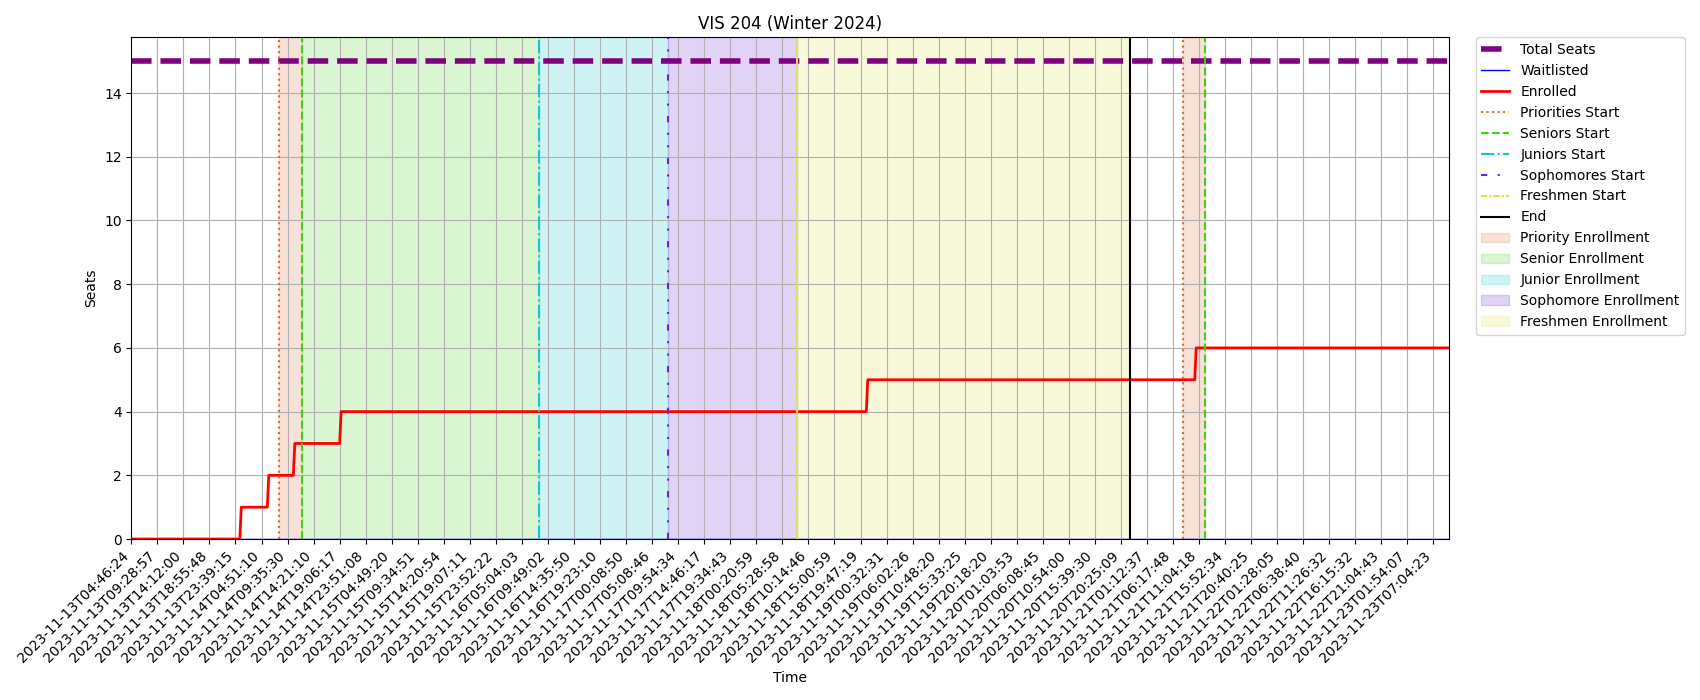 VIS 204 (Winter 2024)
Total Seats
Waitlisted
Enrolled
Priorities Start
Seniors Start
Juniors Start
Sophomores Start
Freshmen Start
End
Priority Enrollment
Senior Enrollment
Junior Enrollment
Sophomore Enrollment
Freshmen Enrollment
Seats
14
12
10
8
6
4
2
0
2023-11-13T04:46:24
2023-11-13T09:28:57
2023-11-13T14:12:00
2023-11-13T18:55:48
2023-11-13T23:39:15
2023-11-14T04:51:10
2023-11-14T09:35:30
2023-11-14T14:21:10
2023-11-14T19:06:17
2023-11-14T23:51:08
2023-11-15T04:49:20
2023-11-15T09:34:51
2023-11-15T14:20:54
2023-11-15T19:07:11
2023-11-15T23:52:22
2023-11-16T05:04:03
2023-11-16T09:49:02
2023-11-16T14:35:50
2023-11-16T19:23:10
2023-11-17T00:08:50
2023-11-17T05:08:46
2023-11-17T09:54:34
2023-11-17T14:46:17
2023-11-17T19:34:43
2023-11-18T00:20:59
2023-11-18T05:28:58
2023-11-18T10:14:46
2023-11-18T15:00:59
2023-11-18T19:47:19
2023-11-19T00:32:31
2023-11-19T06:02:26
2023-11-19T10:48:20
2023-11-19T15:33:25
2023-11-19T20:18:20
2023-11-20T01:03:53
2023-11-20T06:08:45
2023-11-20T10:54:00
2023-11-20T15:39:30
2023-11-20T20:25:09
2023-11-21T01:12:37
2023-11-21T06:17:48
2023-11-21T11:04:18
2023-11-21T15:52:34
2023-11-21T20:40:25
2023-11-22T01:28:05
2023-11-22T06:38:40
2023-11-22T11:26:32
2023-11-22T16:15:32
2023-11-22T21:04:43
2023-11-23T01:54:07
2023-11-23T07:04:23
Time